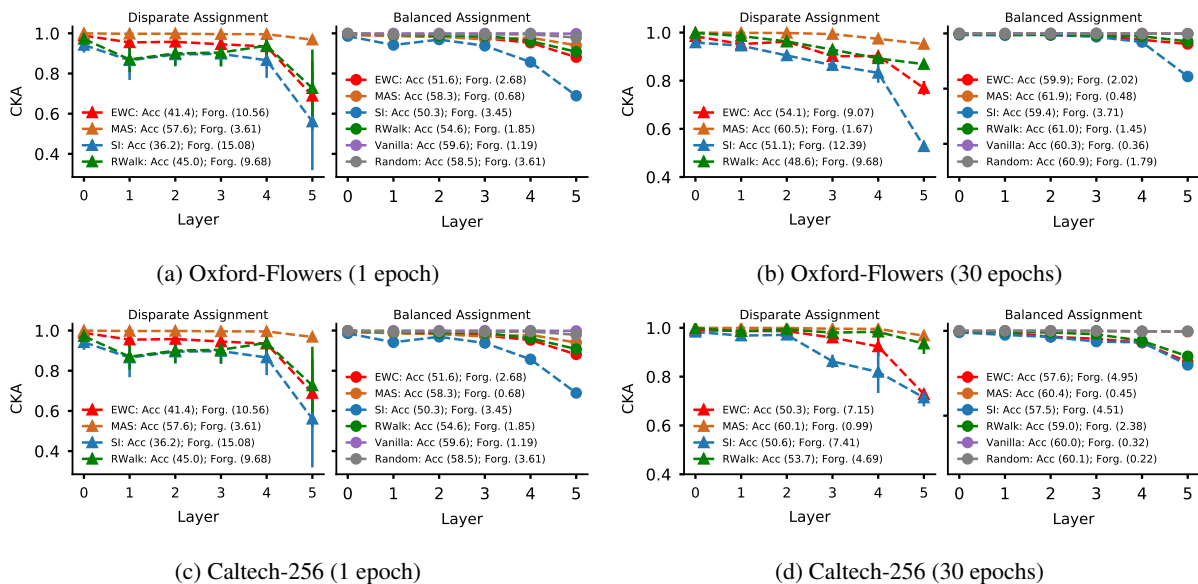 Disparate Assignment
1.0
0.8
0.6
0.4
CKA
EWC: Acc (41.4); Forg. (10.56)
MAS: Acc (57.6); Forg. (3.61)
SI: Acc (36.2); Forg. (15.08)
RWalk: Acc (45.0); Forg. (9.68)
0 1 2 3 4 5
Layer
Balanced Assignment
EWC: Acc (51.6); Forg. (2.68)
MAS: Acc (58.3); Forg. (0.68)
SI: Acc (50.3); Forg. (3.45)
RWalk: Acc (54.6); Forg. (1.85)
Vanilla: Acc (59.6); Forg. (1.19)
Random: Acc (58.5); Forg. (3.61)
0 1 2 3 4 5
Layer
(a) Oxford-Flowers (1 epoch)
Disparate Assignment
1.0
0.8
0.6
0.4
CKA
EWC: Acc (54.1); Forg. (9.07)
MAS: Acc (60.5); Forg. (1.67)
SI: Acc (51.1); Forg. (12.39)
RWalk: Acc (48.6); Forg. (9.68)
0 1 2 3 4 5
Layer
Balanced Assignment
EWC: Acc (59.9); Forg. (2.02)
MAS: Acc (61.9); Forg. (0.48)
SI: Acc (59.4); Forg. (3.71)
RWalk: Acc (61.0); Forg. (1.45)
Vanilla: Acc (60.3); Forg. (0.36)
Random: Acc (60.9); Forg. (1.79)
0 1 2 3 4 5
Layer
(b) Oxford-Flowers (30 epochs)
Disparate Assignment
1.0
0.8
0.6
0.4
CKA
EWC: Acc (41.4); Forg. (10.56)
MAS: Acc (57.6); Forg. (3.61)
SI: Acc (36.2); Forg. (15.08)
RWalk: Acc (45.0); Forg. (9.68)
0 1 2 3 4 5
Layer
Balanced Assignment
EWC: Acc (51.6); Forg. (2.68)
MAS: Acc (58.3); Forg. (0.68)
SI: Acc (50.3); Forg. (3.45)
RWalk: Acc (54.6); Forg. (1.85)
Vanilla: Acc (59.6); Forg. (1.19)
Random: Acc (58.5); Forg. (3.61)
0 1 2 3 4 5
Layer
(c) Caltech-256 (1 epoch)
Disparate Assignment
1.0
0.8
0.6
0.4
CKA
EWC: Acc (50.3); Forg. (7.15)
MAS: Acc (60.1); Forg. (0.99)
SI: Acc (50.6); Forg. (7.41)
RWalk: Acc (53.7); Forg. (4.69)
0 1 2 3 4 5
Layer
Balanced Assignment
EWC: Acc (57.6); Forg. (4.95)
MAS: Acc (60.4); Forg. (0.45)
SI: Acc (57.5); Forg. (4.51)
RWalk: Acc (59.0); Forg. (2.38)
Vanilla: Acc (60.0); Forg. (0.32)
Random: Acc (60.1); Forg. (0.22)
0 1 2 3 4 5
Layer
(d) Caltech-256 (30 epochs)